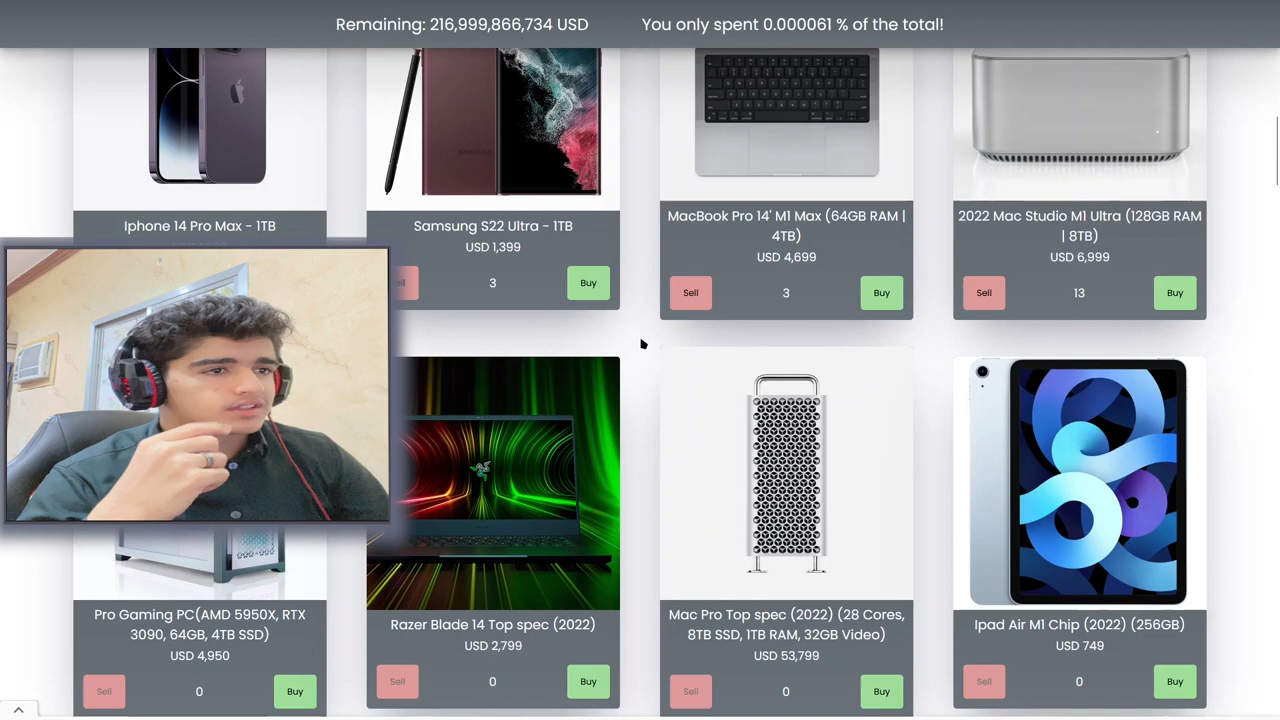 Remaining: 216,999,866,734 USD
You only spent 0.000061 % of the total!
Iphone 14 Pro Max - 1TB
Samsung S22 Ultra - 1TB
USD 1,399
3
Buy
MacBook Pro 14' M1 Max (64GB RAM |
4TB)
USD 4,699
Sell
3
Buy
2022 Mac Studio M1 Ultra (128GB RAM
| 8TB)
USD 6,999
Sell
13
Buy
SAMSUNG
Pro Gaming PC(AMD 5950X, RTX
3090, 64GB, 4TB SSD)
USD 4,950
Sell
0
Buy
Razer Blade 14 Top spec (2022)
USD 2,799
Sell
0
Buy
Mac Pro Top spec (2022) (28 Cores,
8TB SSD, 1TB RAM, 32GB Video)
USD 53,799
Sell
0
Buy
Ipad Air M1 Chip (2022) (256GB)
USD 749
Sell
0
Buy